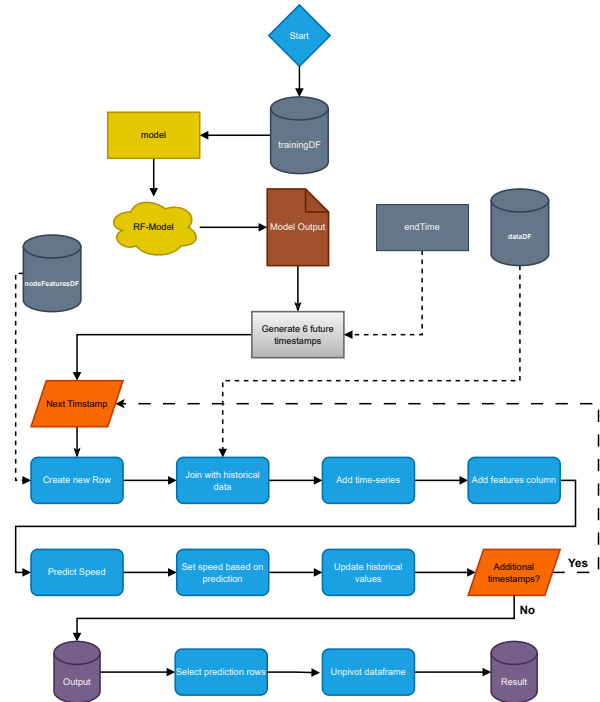 Start
trainingDF
model
RF-Model
Model Output
endTime
dataDF
nodeFeaturesDF
Generate 6 future
timestamps
Next Timstamp
Create new Row
Join with historical
data
Add time-series
Add features column
Predict Speed
Set speed based on
prediction
Update historical
values
Additional
timestamps?
Yes
No
Output
Select prediction rows
Unpivot dataframe
Result